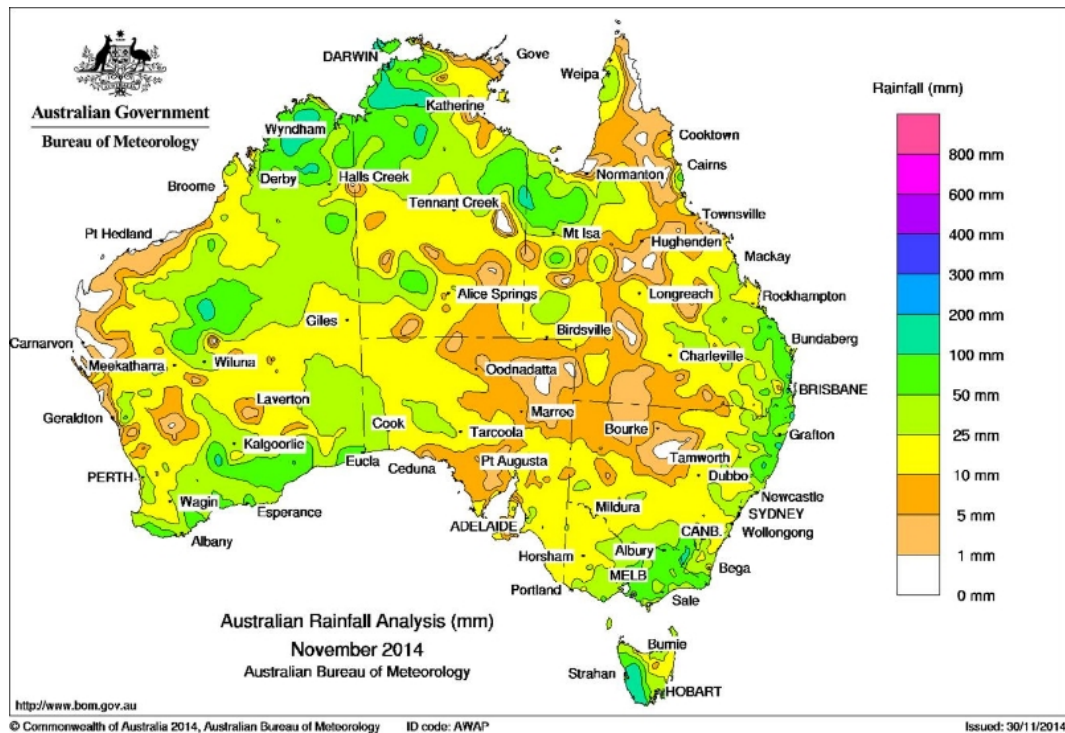 Australian Government
Bureau of Meteorology
DARWIN
Gove
Weipa
Katherine
Wyndham
Cooktown
Cairns
Derby
Halls Creek
Normanton
Broome
Tennant Creek
Townsville
Pt Hedland
Mt Isa
Hughenden
Mackay
Alice Springs
Longreach
Rockhampton
Giles
Birdsville
Carnarvon
Bundaberg
Meekatharra
Wiluna
Oodnadatta
Charleville
BRISBANE
Geraldton
Laverton
Marree
Cook
Tarcoola
Bourke
Grafton
Kalgoorlie
Eucla
Ceduna
Pt Augusta
Tamworth
PERTH
Dubbo
Wagin
Esperance
Mildura
Newcastle
SYDNEY
ADELAIDE
CANB.
Wollongong
Albany
Horsham
Albury
Bega
Portland
MELB
Sale
Burnie
Strahan
HOBART
Rainfall (mm)
800 mm
600 mm
400 mm
300 mm
200 mm
100 mm
50 mm
25 mm
10 mm
5 mm
1 mm
0 mm
Australian Rainfall Analysis (mm)
November 2014
Australian Bureau of Meteorology
http://www.bom.gov.au
© Commonwealth of Australia 2014, Australian Bureau of Meteorology
ID code: AWAP
Issued: 30/11/2014